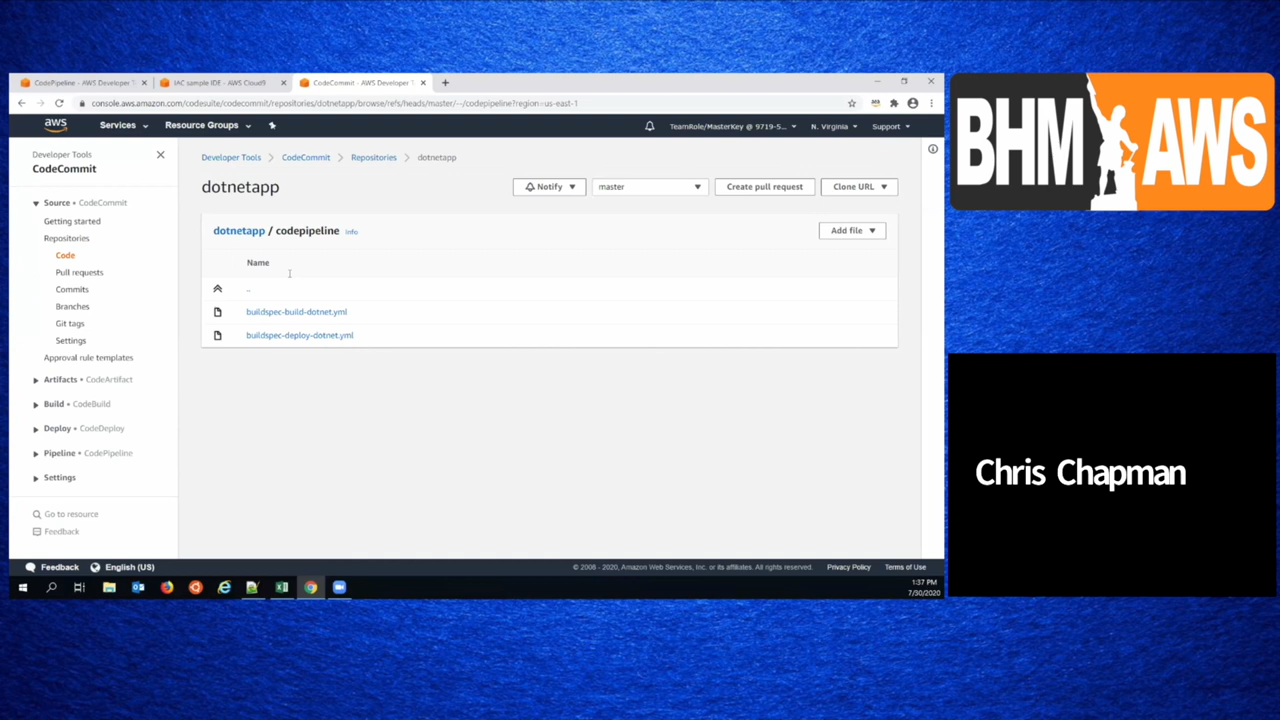 CodePipeline - AWS Developer T
IAC sample IDE - AWS Cloud9
CodeCommit - AWS Developer T
console.aws.amazon.com/codesuite/codecommit/repositories/dotnetapp/browse/refs/heads/master/--/codepipeline?region=us-east-1
aws
Services
Resource Groups
TeamRole/MasterKey @ 9719-5...
N. Virginia
Support
Developer Tools
CodeCommit
Source • CodeCommit
Getting started
Repositories
Code
Pull requests
Commits
Branches
Git tags
Settings
Approval rule templates
Artifacts • CodeArtifact
Build • CodeBuild
Deploy • CodeDeploy
Pipeline • CodePipeline
Settings
Go to resource
Feedback
Developer Tools > CodeCommit > Repositories > dotnetapp
dotnetapp
Notify
master
Create pull request
Clone URL
dotnetapp / codepipeline Info
Add file
Name
..
buildspec-build-dotnet.yml
buildspec-deploy-dotnet.yml
Feedback
English (US)
© 2008 - 2020, Amazon Web Services, Inc. or its affiliates. All rights reserved.
Privacy Policy
Terms of Use
1:37 PM
7/30/2020
BHM AWS
Chris Chapman